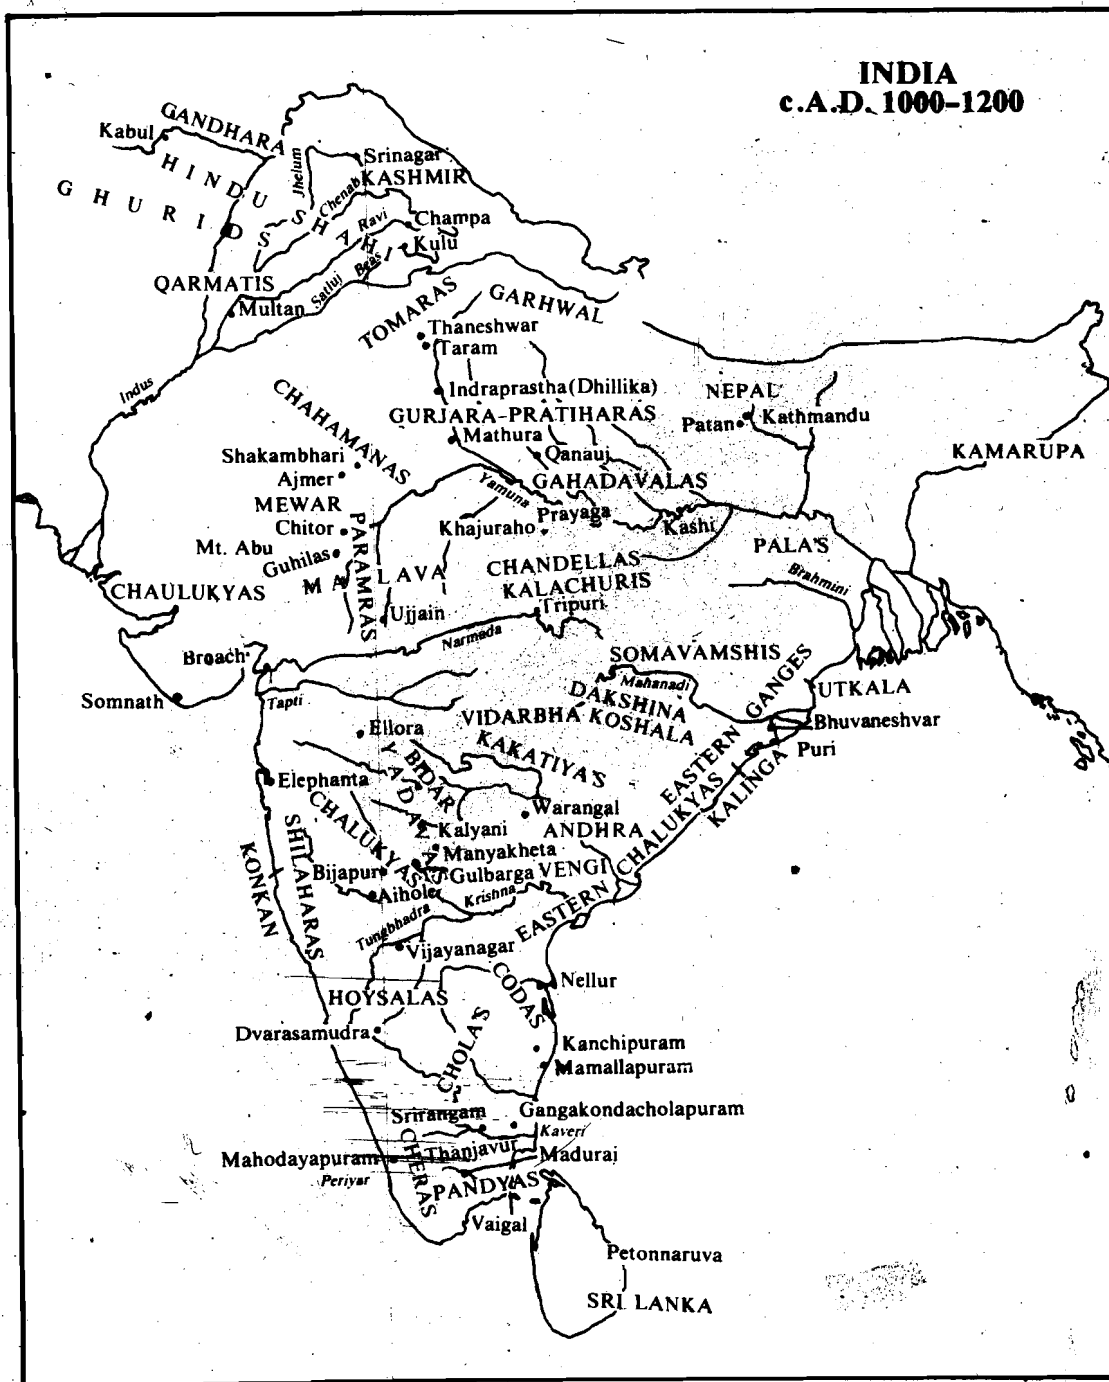 INDIA
c.A.D. 1000-1200
GANDHARA
Kabul
HINDU SHAHI
GHURIDS
Jhelum
Srinagar
KASHMIR
Chenab
Ravi
Champa
Kulu
Beas
Satluj
QARMATIS
Multan
TOMARAS
GARHWAL
Thaneshwar
Taram
Indus
CHAHAMANAS
Indraprastha (Dhillika)
NEPAL
GURJARA-PRATIHARAS
Patan
Kathmandu
Mathura
Shakambhari
Qanauj
KAMARUPA
Ajmer
GAHADAVALAS
Yamuna
MEWAR
Prayaga
Chitor
PARAMRAS
Khajuraho
Kashi
Mt. Abu
Guhilas
PALA'S
CHANDELLAS
MALAVA
KALACHURIS
Brahmini
CHAULUKYAS
Ujjain
Tripuri
Narmada
Broach
SOMAVAMSHIS
Mahanadi
EASTERN GANGES
UTKALA
Somnath
Tapti
DAKSHINA
KOSHALA
VIDARBHA
Bhuvaneshvar
Ellora
KAKATIYA'S
Puri
YADAVAS
BIDAR
KALINGA
Elephanta
CHALUKYAS
Warangal
ANDHRA
EASTERN CHALUKYAS
Kalyani
Manyakheta
SHILAHARAS
KONKAN
Bijapur
Gulbarga
VENGI
Aihole
Krishna
Tungbhadra
Vijayanagar
CODAS
Nellur
HOYSALAS
Dvarasamudra
CHOLA'S
Kanchipuram
Mamallapuram
Srirangam
Gangakondacholapuram
Kaveri
CHERAS
Thanjavur
Madurai
Mahodayapuram
Periyar
PANDYAS
Vaigal
Petonnaruva
SRI LANKA